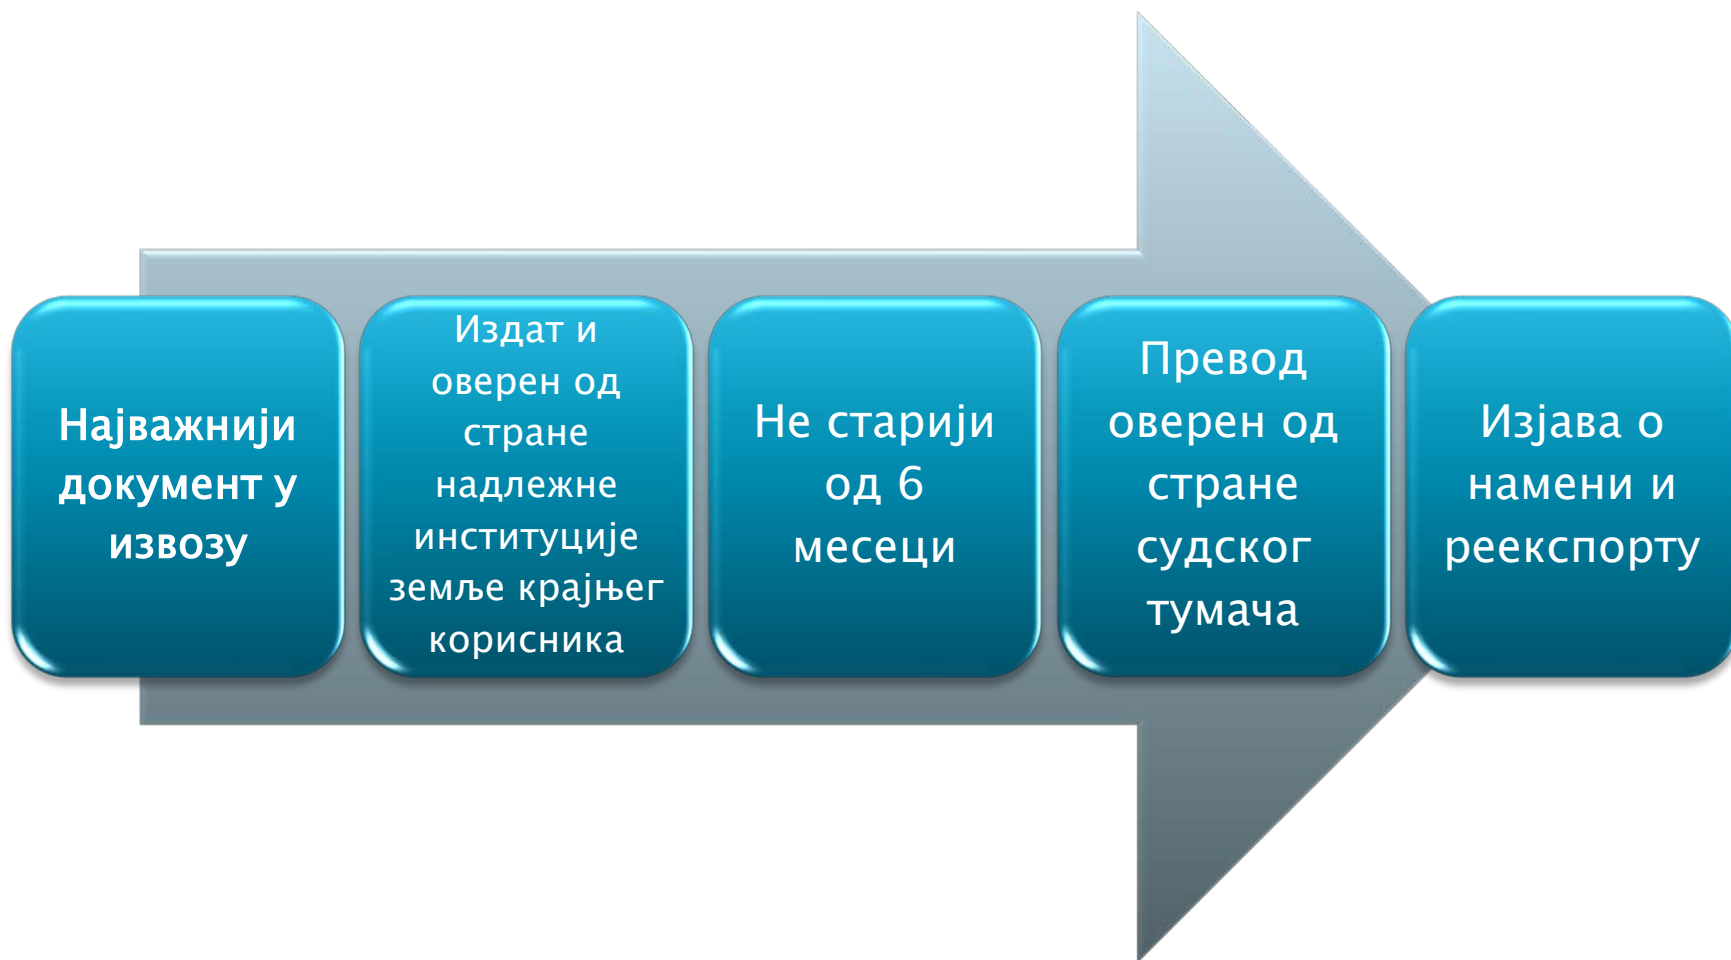 Најважнији
документ у
извозу
Издат и
оверен од
стране
надлежне
институције
земље крајњег
корисника
Не старији
од 6
месеци
Превод
оверен од
стране
судског
тумача
Изјава о
намени и
реекспорту